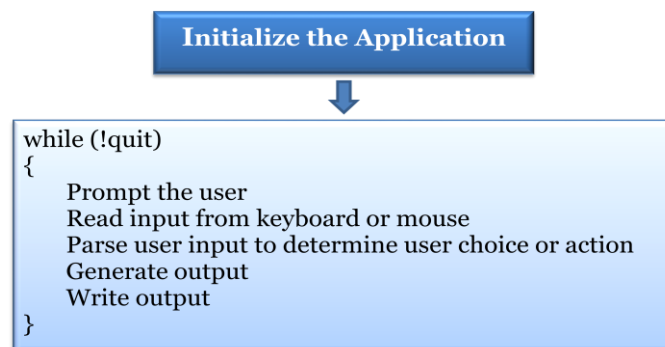 Initialize the Application
while (!quit)
{
Prompt the user
Read input from keyboard or mouse
Parse user input to determine user choice or action
Generate output
Write output
}